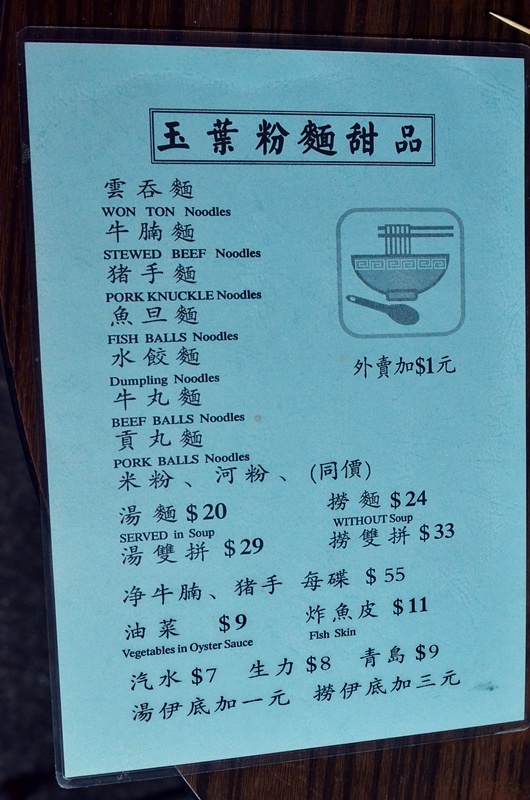 玉葉粉麵甜品
雲吞麵
WON TON Noodles
牛腩麵
STEWED BEEF Noodles
猪手麵
PORK KNUCKLE Noodles
魚旦麵
FISH BALLS Noodles
水餃麵
Dumpling Noodles
牛丸麵
BEEF BALLS Noodles
貢丸麵
PORK BALLS Noodles
外賣加$1元
米粉、河粉、(同價)
湯麵 $20 撈麵 $24
SERVED in Soup WITHOUT Soup
湯雙拼 $29 撈雙拼 $33
净牛腩、猪手 每碟 $ 55
油菜 $9 炸魚皮 $11
Vegetables in Oyster Sauce Fish Skin
汽水 $7 生力 $8 青島 $9
湯伊底加一元 撈伊底加三元